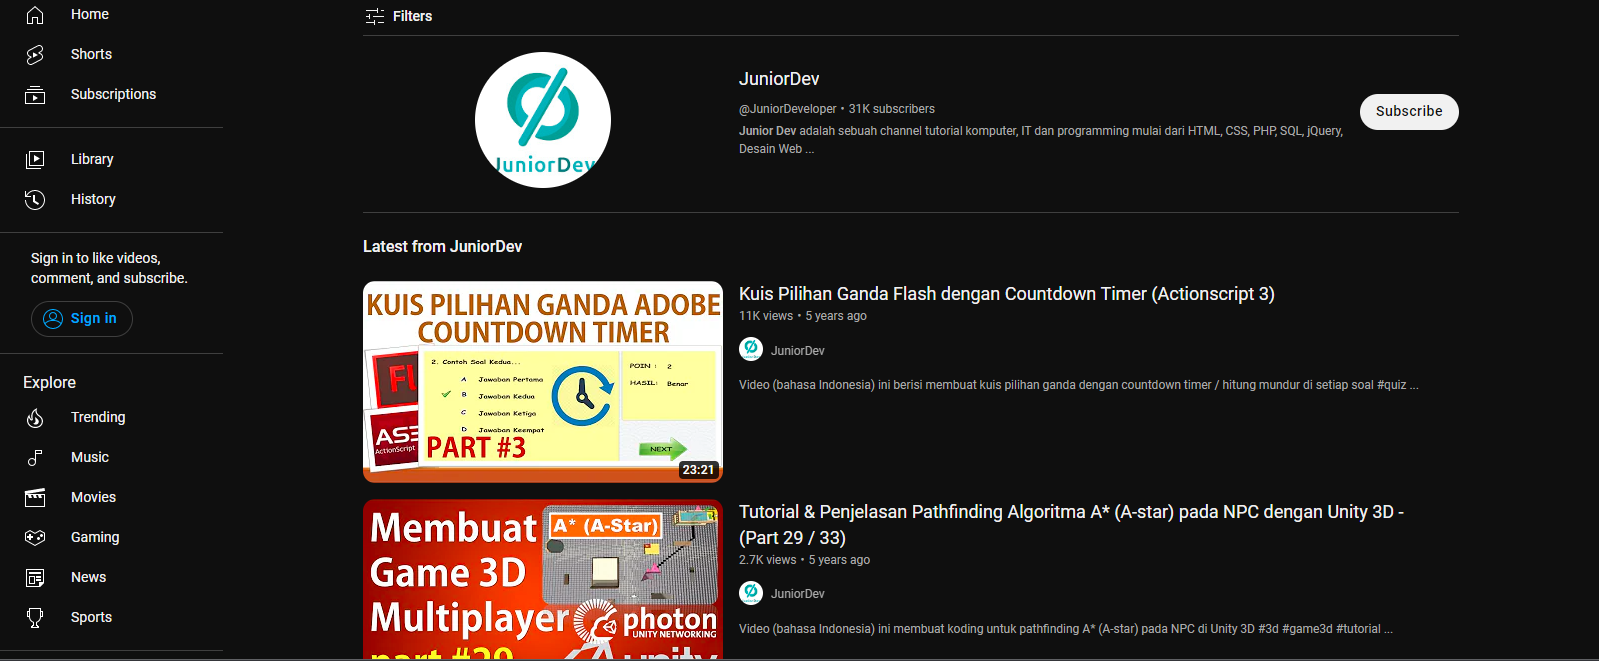 Home
Shorts
Subscriptions
Library
History
Sign in to like videos,
comment, and subscribe.
Sign in
Explore
Trending
Music
Movies
Gaming
News
Sports
Filters
JuniorDev
JuniorDev
@JuniorDeveloper • 31K subscribers
Junior Dev adalah sebuah channel tutorial komputer, IT dan programming mulai dari HTML, CSS, PHP, SQL, jQuery,
Desain Web ...
Subscribe
Latest from JuniorDev
KUIS PILIHAN GANDA ADOBE
COUNTDOWN TIMER
FL
AS3
ActionScript
2. Contoh Soal Kedua...
A Jawaban Pertama
B Jawaban Kedua
C Jawaban Ketiga
D Jawaban Keempat
POIN : 2
HASIL: Benar
NEXT
PART #3
23:21
Kuis Pilihan Ganda Flash dengan Countdown Timer (Actionscript 3)
11K views • 5 years ago
JuniorDev
Video (bahasa Indonesia) ini berisi membuat kuis pilihan ganda dengan countdown timer / hitung mundur di setiap soal #quiz ...
Membuat
Game 3D
Multiplayer
part #29
A* (A-Star)
photon
UNITY NETWORKING
unity
Tutorial & Penjelasan Pathfinding Algoritma A* (A-star) pada NPC dengan Unity 3D -
(Part 29 / 33)
2.7K views • 5 years ago
JuniorDev
Video (bahasa Indonesia) ini membuat koding untuk pathfinding A* (A-star) pada NPC di Unity 3D #3d #game3d #tutorial ...